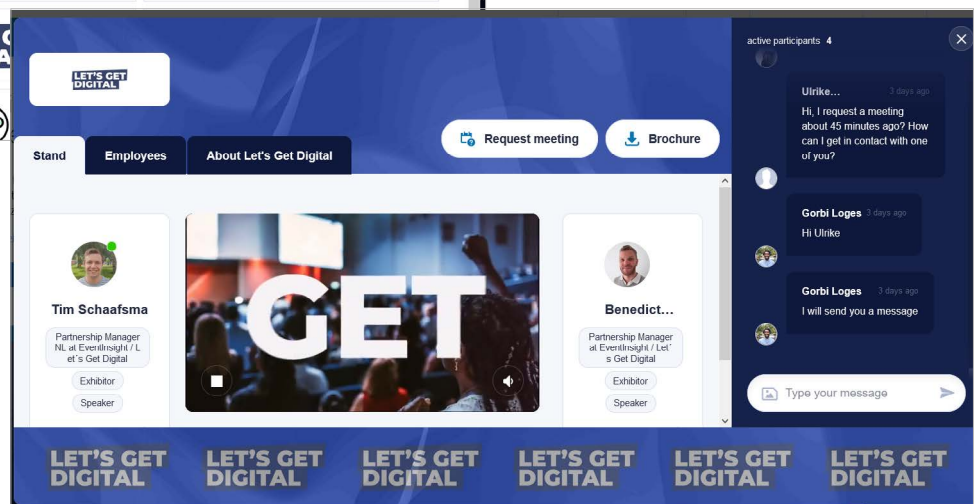 LET'S GET
DIGITAL
Request meeting
Brochure
Stand
Employees
About Let's Get Digital
Tim Schaafsma
Partnership Manager
NL at EventInsight / L
et´s Get Digital
Exhibitor
Speaker
GET
Benedict...
Partnership Manager
at EventInsight / Let´
s Get Digital
Exhibitor
Speaker
active participants 4
Ulrike... 3 days ago
Hi, I request a meeting
about 45 minutes ago? How
can I get in contact with one
of you?
Gorbi Loges 3 days ago
Hi Ulrike
Gorbi Loges 3 days ago
I will send you a message
Type your message
LET'S GET
DIGITAL
LET'S GET
DIGITAL
LET'S GET
DIGITAL
LET'S GET
DIGITAL
LET'S GET
DIGITAL
LET'S GET
DIGITAL